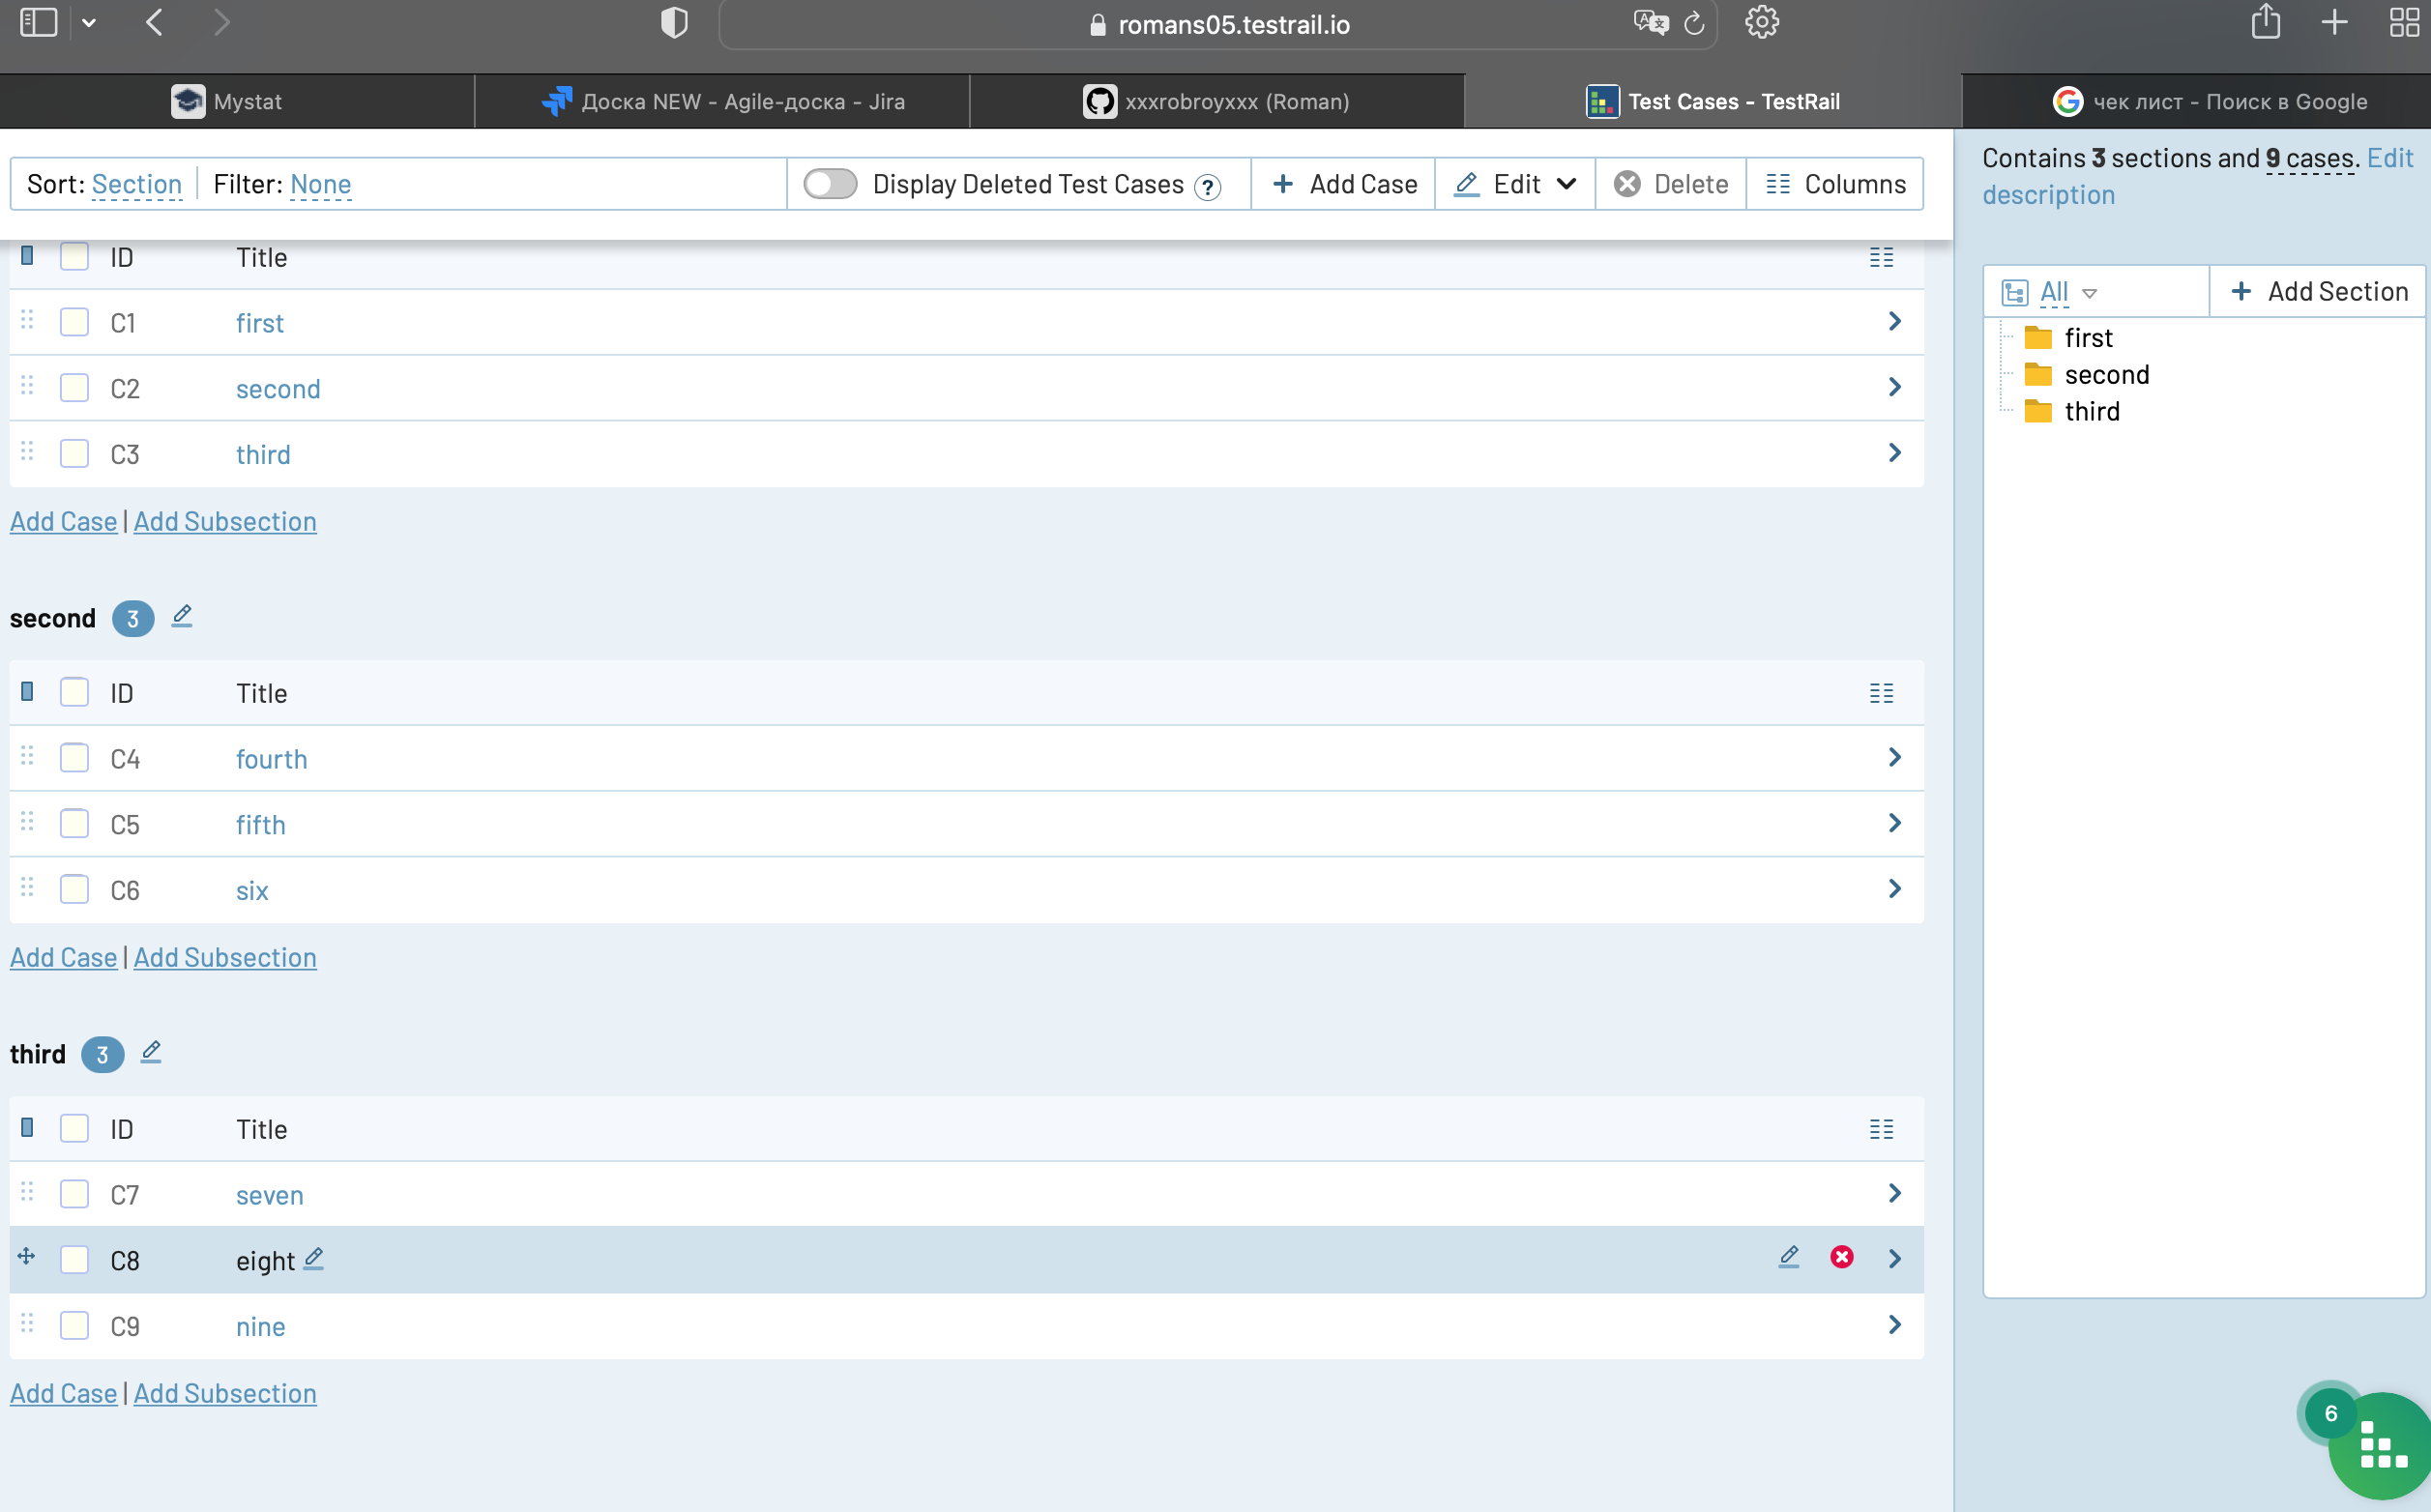 romans05.testrail.io
Mystat
Доска NEW - Agile-доска - Jira
xxxrobroyxxx (Roman)
Test Cases - TestRail
чек лист - Поиск в Google
Sort: Section
Filter: None
Display Deleted Test Cases ?
+ Add Case
Edit
Delete
Columns
Contains 3 sections and 9 cases. Edit
description
All
+ Add Section
first
second
third
ID Title
C1 first
C2 second
C3 third
Add Case | Add Subsection
second 3
ID Title
C4 fourth
C5 fifth
C6 six
Add Case | Add Subsection
third 3
ID Title
C7 seven
C8 eight
C9 nine
Add Case | Add Subsection
6